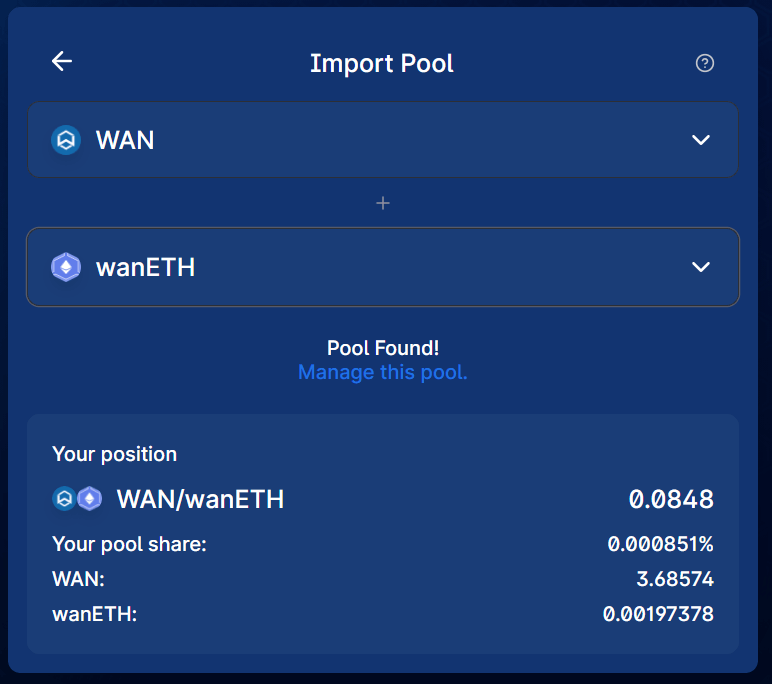 Import Pool
WAN
+
wanETH
Pool Found!
Manage this pool.
Your position
WAN/wanETH 0.0848
Your pool share: 0.000851%
WAN: 3.68574
wanETH: 0.00197378